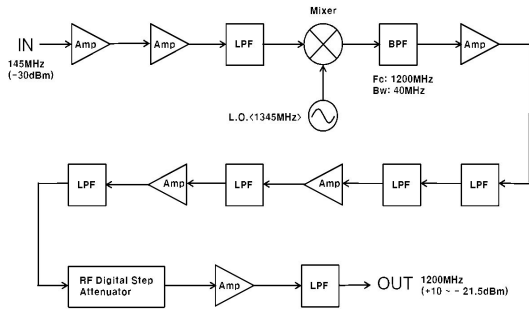 Mixer
IN
Amp
Amp
LPF
BPF
Amp
145MHz
(-30dBm)
Fc: 1200MHz
Bw: 40MHz
L.O.<1345MHz>
LPF
Amp
LPF
Amp
LPF
LPF
RF Digital Step
Attenuator
Amp
LPF
OUT
1200MHz
(+10 ~ - 21.5dBm)